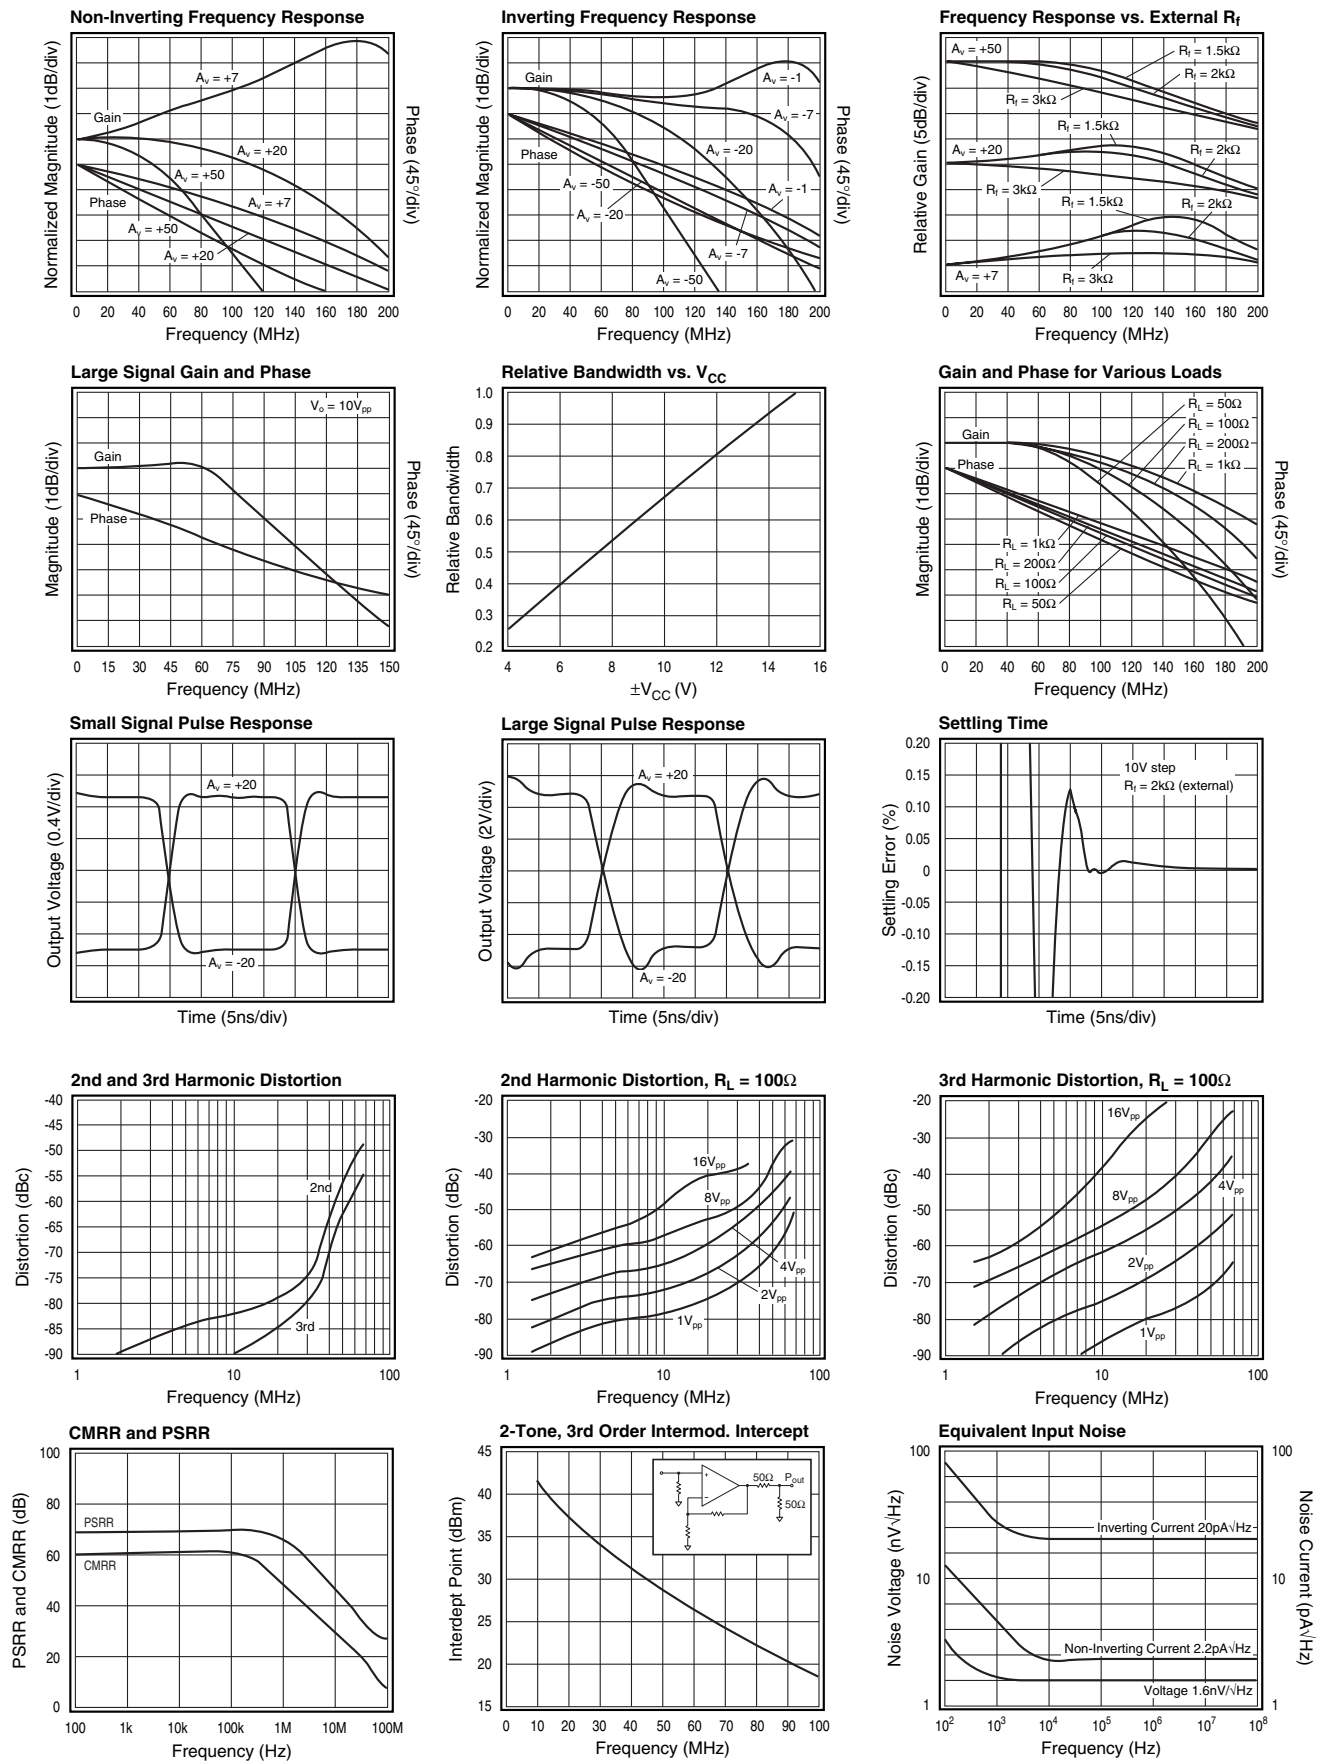 Non-Inverting Frequency Response
Normalized Magnitude (1dB/div)
Phase (45°/div)
Gain
Phase
Av = +7
Av = +20
Av = +50
Av = +7
Av = +50
Av = +20
0 20 40 60 80 100 120 140 160 180 200
Frequency (MHz)
Inverting Frequency Response
Normalized Magnitude (1dB/div)
Phase (45°/div)
Gain
Phase
Av = -1
Av = -7
Av = -20
Av = -50
Av = -1
Av = -20
Av = -7
Av = -50
0 20 40 60 80 100 120 140 160 180 200
Frequency (MHz)
Frequency Response vs. External Rf
Relative Gain (5dB/div)
Av = +50
Rf = 1.5kΩ
Rf = 2kΩ
Rf = 3kΩ
Rf = 1.5kΩ
Av = +20
Rf = 2kΩ
Rf = 3kΩ
Rf = 1.5kΩ
Rf = 2kΩ
Av = +7
Rf = 3kΩ
0 20 40 60 80 100 120 140 160 180 200
Frequency (MHz)
Large Signal Gain and Phase
Magnitude (1dB/div)
Phase (45°/div)
Vo = 10Vpp
Gain
Phase
0 15 30 45 60 75 90 105 120 135 150
Frequency (MHz)
Relative Bandwidth vs. VCC
Relative Bandwidth
1.0
0.9
0.8
0.7
0.6
0.5
0.4
0.3
0.2
4 6 8 10 12 14 16
±VCC (V)
Gain and Phase for Various Loads
Magnitude (1dB/div)
Phase (45°/div)
Gain
Phase
RL = 50Ω
RL = 100Ω
RL = 200Ω
RL = 1kΩ
RL = 1kΩ
RL = 200Ω
RL = 100Ω
RL = 50Ω
0 20 40 60 80 100 120 140 160 180 200
Frequency (MHz)
Small Signal Pulse Response
Output Voltage (0.4V/div)
Av = +20
Av = -20
Time (5ns/div)
Large Signal Pulse Response
Output Voltage (2V/div)
Av = +20
Av = -20
Time (5ns/div)
Settling Time
Settling Error (%)
0.20
0.15
0.10
0.05
0
-0.05
-0.10
-0.15
-0.20
10V step
Rf = 2kΩ (external)
Time (5ns/div)
2nd and 3rd Harmonic Distortion
Distortion (dBc)
-40
-45
-50
-55
-60
-65
-70
-75
-80
-85
-90
2nd
3rd
1 10 100
Frequency (MHz)
2nd Harmonic Distortion, RL = 100Ω
Distortion (dBc)
-20
-30
-40
-50
-60
-70
-80
-90
16Vpp
8Vpp
4Vpp
2Vpp
1Vpp
1 10 100
Frequency (MHz)
3rd Harmonic Distortion, RL = 100Ω
Distortion (dBc)
-20
-30
-40
-50
-60
-70
-80
-90
16Vpp
8Vpp
4Vpp
2Vpp
1Vpp
1 10 100
Frequency (MHz)
CMRR and PSRR
PSRR and CMRR (dB)
100
80
60
40
20
0
PSRR
CMRR
100 1k 10k 100k 1M 10M 100M
Frequency (Hz)
2-Tone, 3rd Order Intermod. Intercept
Interdept Point (dBm)
45
40
35
30
25
20
15
+
-
50Ω
Pout
50Ω
0 10 20 30 40 50 60 70 80 90 100
Frequency (MHz)
Equivalent Input Noise
Noise Voltage (nV√Hz)
Noise Current (pA√Hz)
100
10
1
100
10
1
Inverting Current 20pA√Hz
Non-Inverting Current 2.2pA√Hz
Voltage 1.6nV/√Hz
10² 10³ 10⁴ 10⁵ 10⁶ 10⁷ 10⁸
Frequency (MHz)